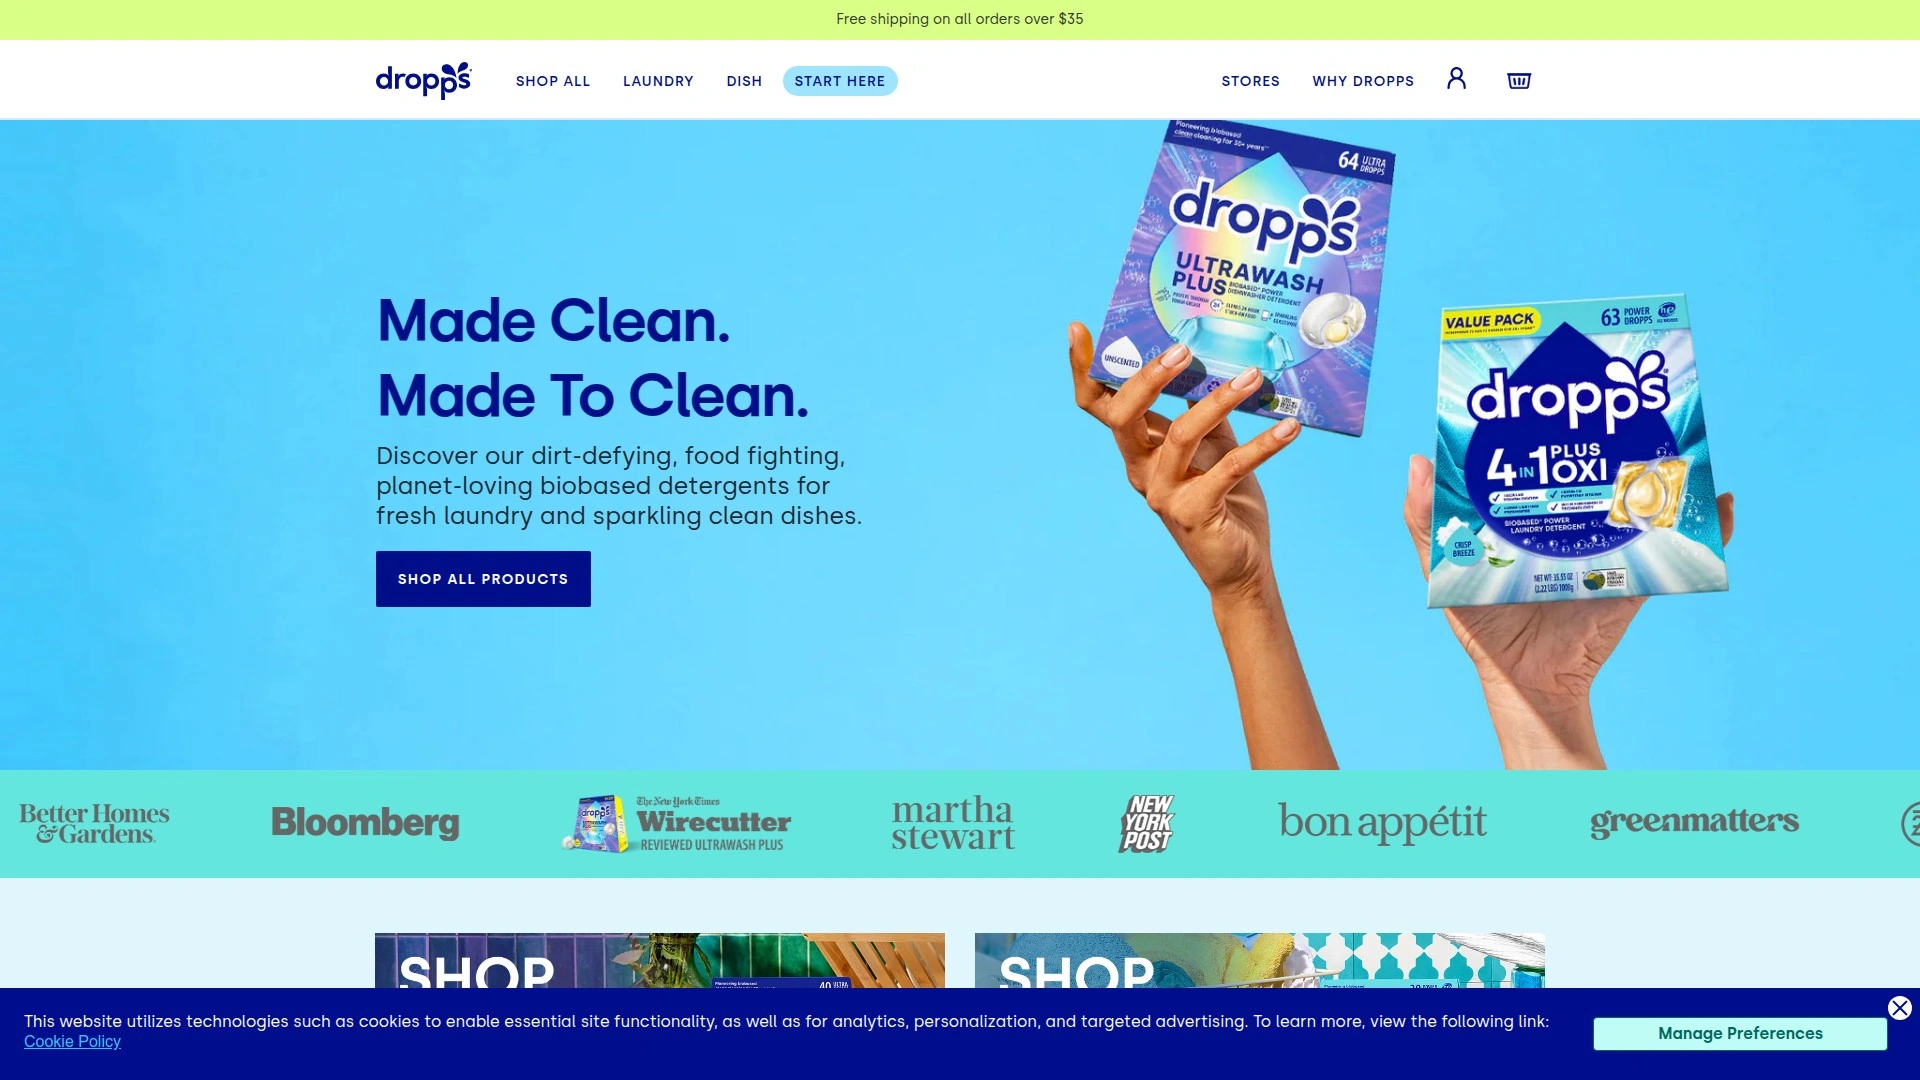 Free shipping on all orders over $35
dropps
SHOP ALL
LAUNDRY
DISH
START HERE
STORES
WHY DROPPS
Made Clean.
Made To Clean.
Discover our dirt-defying, food fighting,
planet-loving biobased detergents for
fresh laundry and sparkling clean dishes.
SHOP ALL PRODUCTS
Pioneering biobased
clean cleaning for 30+ years™
64 ULTRA
DROPPS
dropps
ULTRAWASH
PLUS
BIOBASED* POWER
DISHWASHER DETERGENT
UNSCENTED
VALUE PACK
63 POWER
DROPPS
he
dropps
4 IN 1 PLUS
OXI
BIOBASED* POWER
LAUNDRY DETERGENT
CRISP
BREEZE
NET WT: 35.55 OZ
(2.22 LBS) 1008g
Better Homes
&Gardens.
Bloomberg
dropps
The New York Times
Wirecutter
REVIEWED ULTRAWASH PLUS
martha
stewart
NEW
YORK
POST
bon appétit
greenmatters
SHOP
40 ULTRA
SHOP
This website utilizes technologies such as cookies to enable essential site functionality, as well as for analytics, personalization, and targeted advertising. To learn more, view the following link:
Cookie Policy
Manage Preferences